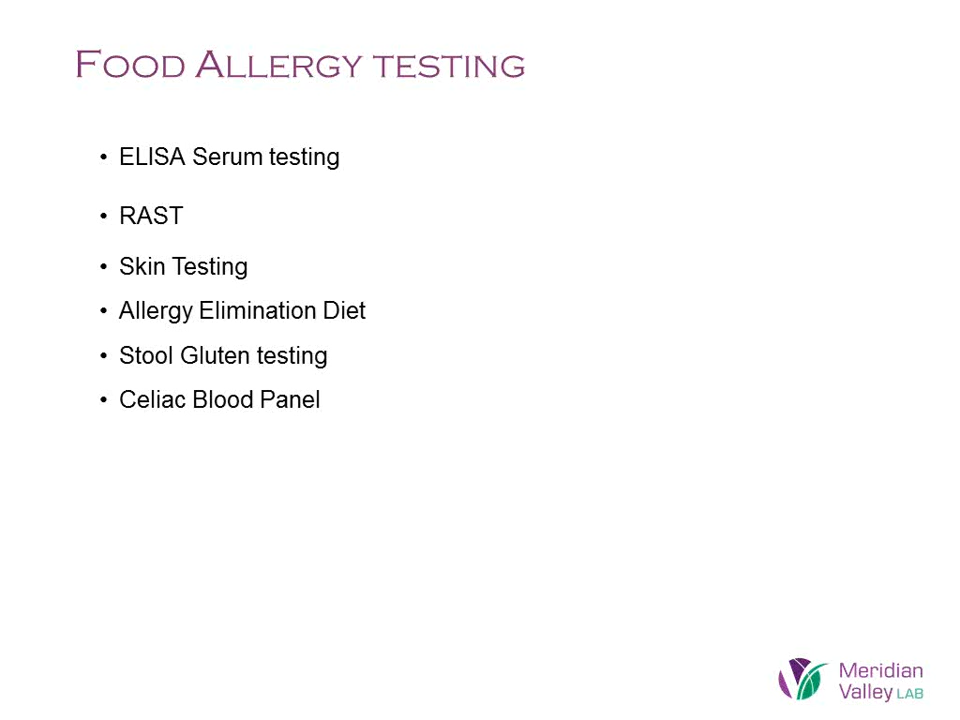 FOOD ALLERGY TESTING
• ELISA Serum testing
• RAST
• Skin Testing
• Allergy Elimination Diet
• Stool Gluten testing
• Celiac Blood Panel
Meridian
Valley LAB